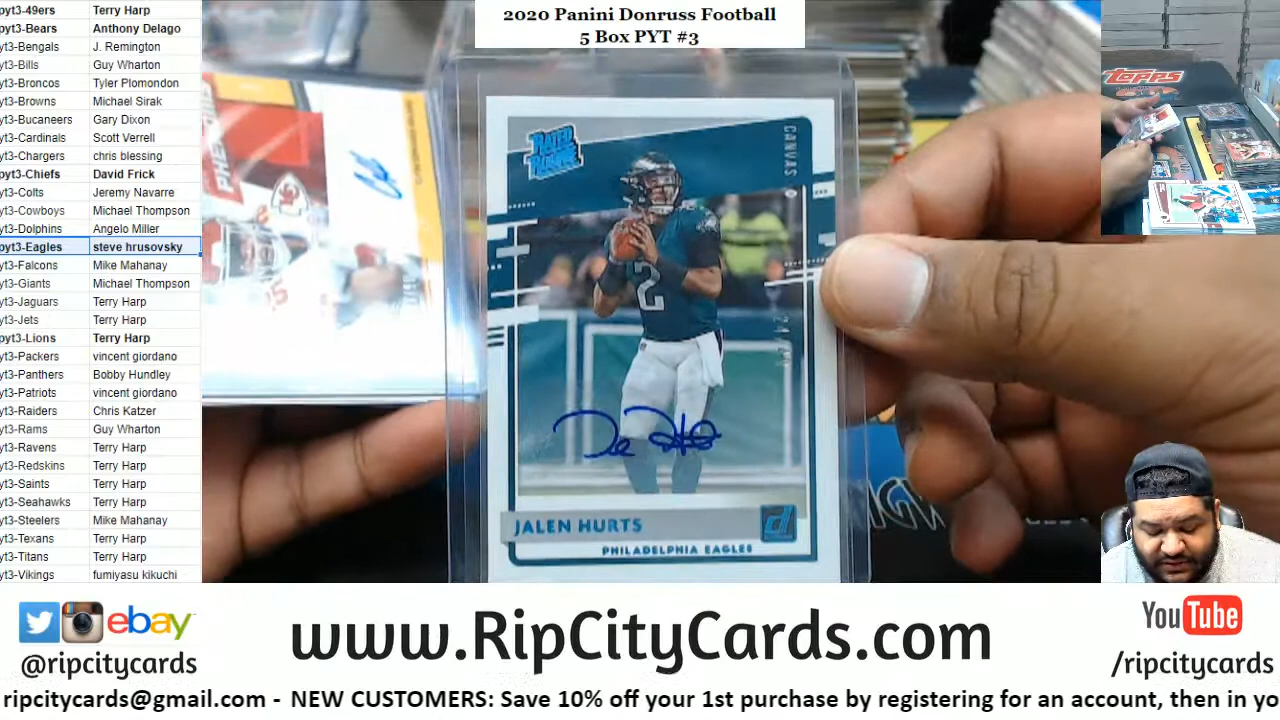 pyt3-49ers Terry Harp
pyt3-Bears Anthony Delago
yt3-Bengals J. Remington
yt3-Bills Guy Wharton
yt3-Broncos Tyler Plomondon
yt3-Browns Michael Sirak
yt3-Bucaneers Gary Dixon
yt3-Cardinals Scott Verrell
yt3-Chargers chris blessing
pyt3-Chiefs David Frick
yt3-Colts Jeremy Navarre
yt3-Cowboys Michael Thompson
yt3-Dolphins Angelo Miller
pyt3-Eagles steve hrusovsky
yt3-Falcons Mike Mahanay
yt3-Giants Michael Thompson
yt3-Jaguars Terry Harp
yt3-Jets Terry Harp
pyt3-Lions Terry Harp
yt3-Packers vincent giordano
yt3-Panthers Bobby Hundley
yt3-Patriots vincent giordano
yt3-Raiders Chris Katzer
yt3-Rams Guy Wharton
yt3-Ravens Terry Harp
yt3-Redskins Terry Harp
yt3-Saints Terry Harp
yt3-Seahawks Terry Harp
yt3-Steelers Mike Mahanay
yt3-Texans Terry Harp
yt3-Titans Terry Harp
yt3-Vikings fumiyasu kikuchi
2020 Panini Donruss Football
5 Box PYT #3
RATED
ROOKIE
CANVAS
2
JALEN HURTS
PHILADELPHIA EAGLES
TOPPS
ebay
@ripcitycards
www.RipCityCards.com
YouTube
/ripcitycards
ripcitycards@gmail.com - NEW CUSTOMERS: Save 10% off your 1st purchase by registering for an account, then in yo